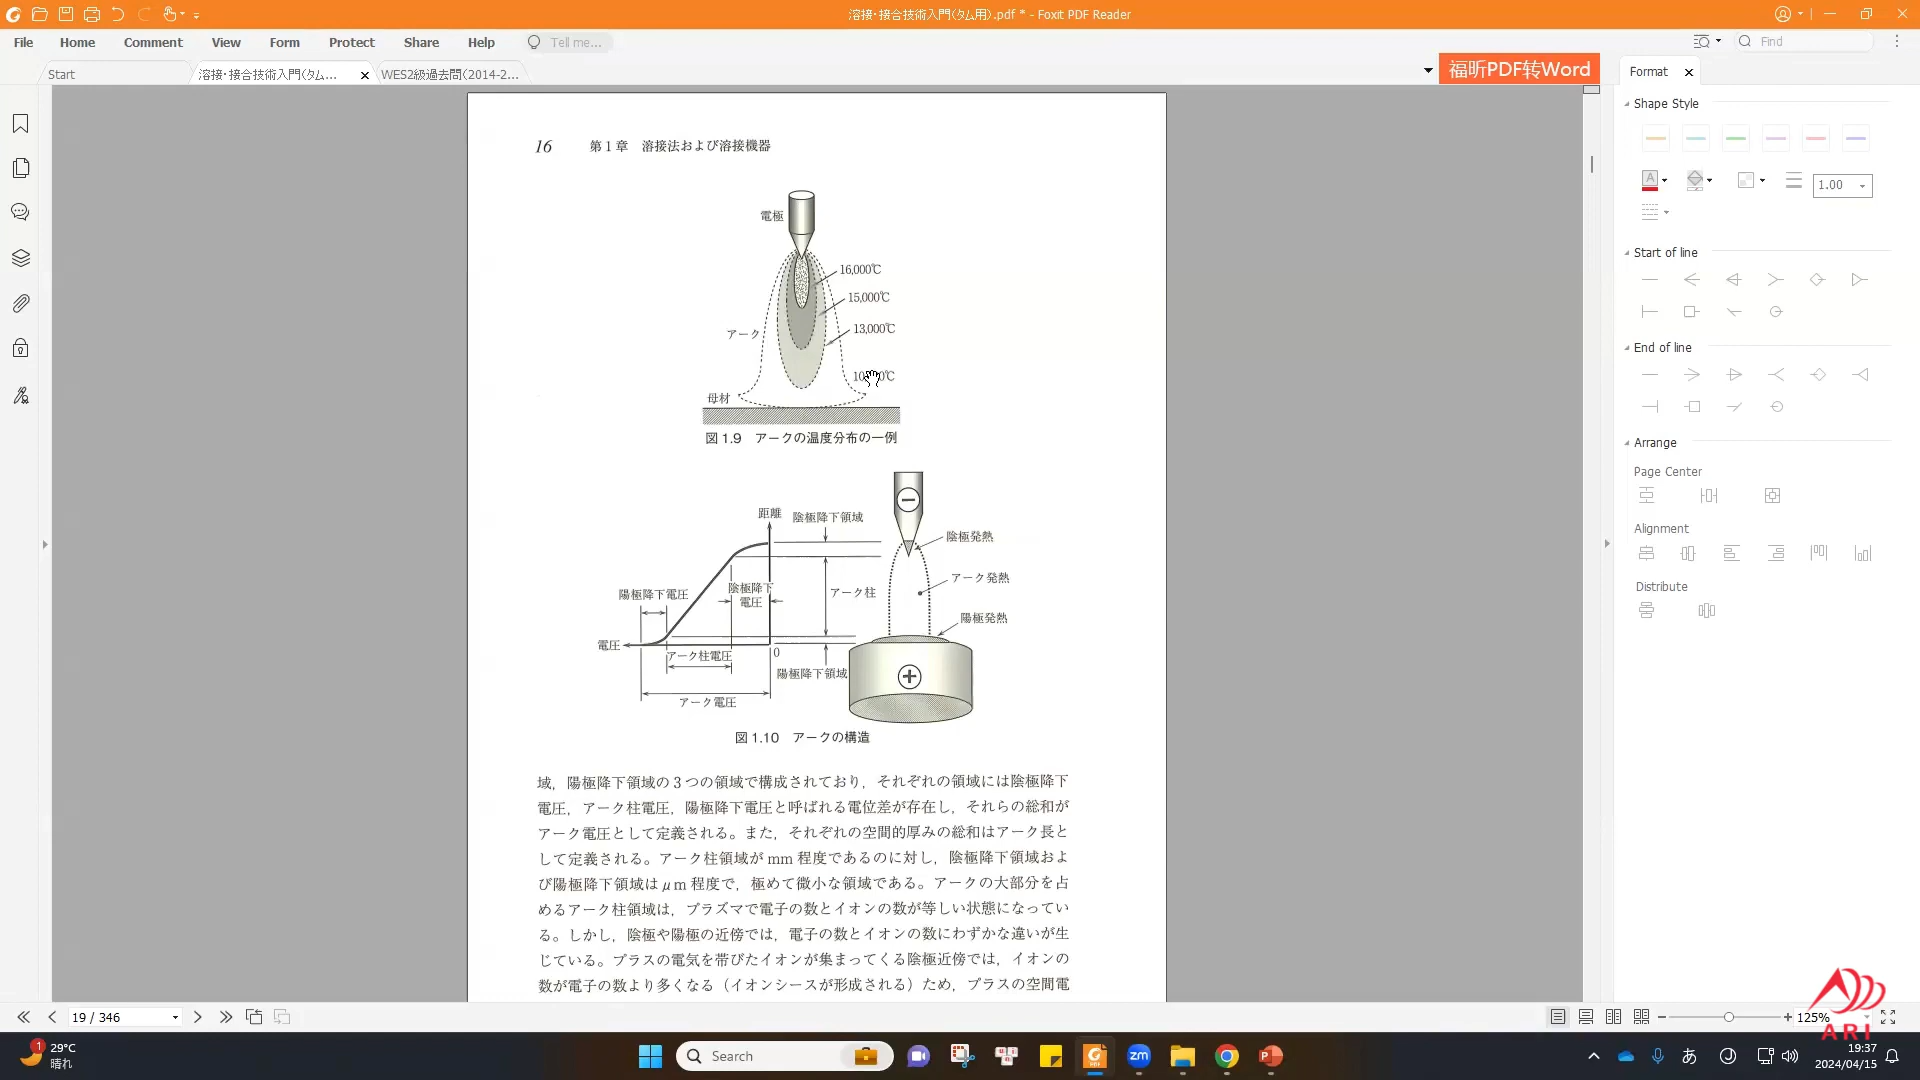 溶接・接合技術入門(タム用).pdf * - Foxit PDF Reader
File Home Comment View Form Protect Share Help Tell me... Find
Start 溶接・接合技術入門(タム... WES2級過去問(2014-2... 福昕PDF转Word
16 第1章 溶接法および溶接機器
電極
16,000℃
15,000℃
13,000℃
アーク
母材
図1.9 アークの温度分布の一例
距離 陰極降下領域
陰極発熱
アーク発熱
陽極降下電圧 陰極降下 アーク柱
電圧
陽極発熱
電圧
アーク柱電圧 0
陽極降下領域
アーク電圧
図1.10 アークの構造
域,陽極降下領域の3つの領域で構成されており,それぞれの領域には陰極降下
電圧,アーク柱電圧,陽極降下電圧と呼ばれる電位差が存在し,それらの総和が
アーク電圧として定義される。また,それぞれの空間的厚みの総和はアーク長と
して定義される。アーク柱領域がmm程度であるのに対し,陰極降下領域およ
び陽極降下領域はμm程度で,極めて微小な領域である。アークの大部分を占
めるアーク柱領域は,プラズマで電子の数とイオンの数が等しい状態になってい
る。しかし,陰極や陽極の近傍では,電子の数とイオンの数にわずかな違いが生
じている。プラスの電気を帯びたイオンが集まってくる陰極近傍では,イオンの
数が電子の数より多くなる(イオンシースが形成される)ため,プラスの空間電
Format
Shape Style
1.00
Start of line
End of line
Arrange
Page Center
Alignment
Distribute
19 / 346
125%
ARI
1
29°C
晴れ
Search
zm
あ
19:37
2024/04/15